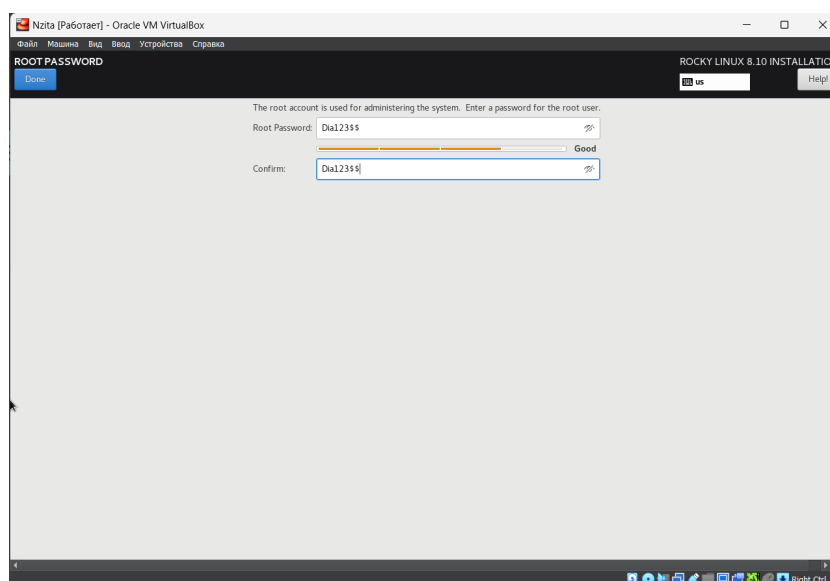 Nzita [Работает] - Oracle VM VirtualBox
Файл Машина Вид Ввод Устройства Справка
ROOT PASSWORD
ROCKY LINUX 8.10 INSTALLATIO
Done
us
Help!
The root account is used for administering the system. Enter a password for the root user.
Root Password: Dia123$$
Good
Confirm: Dia123$$
Right Ctrl